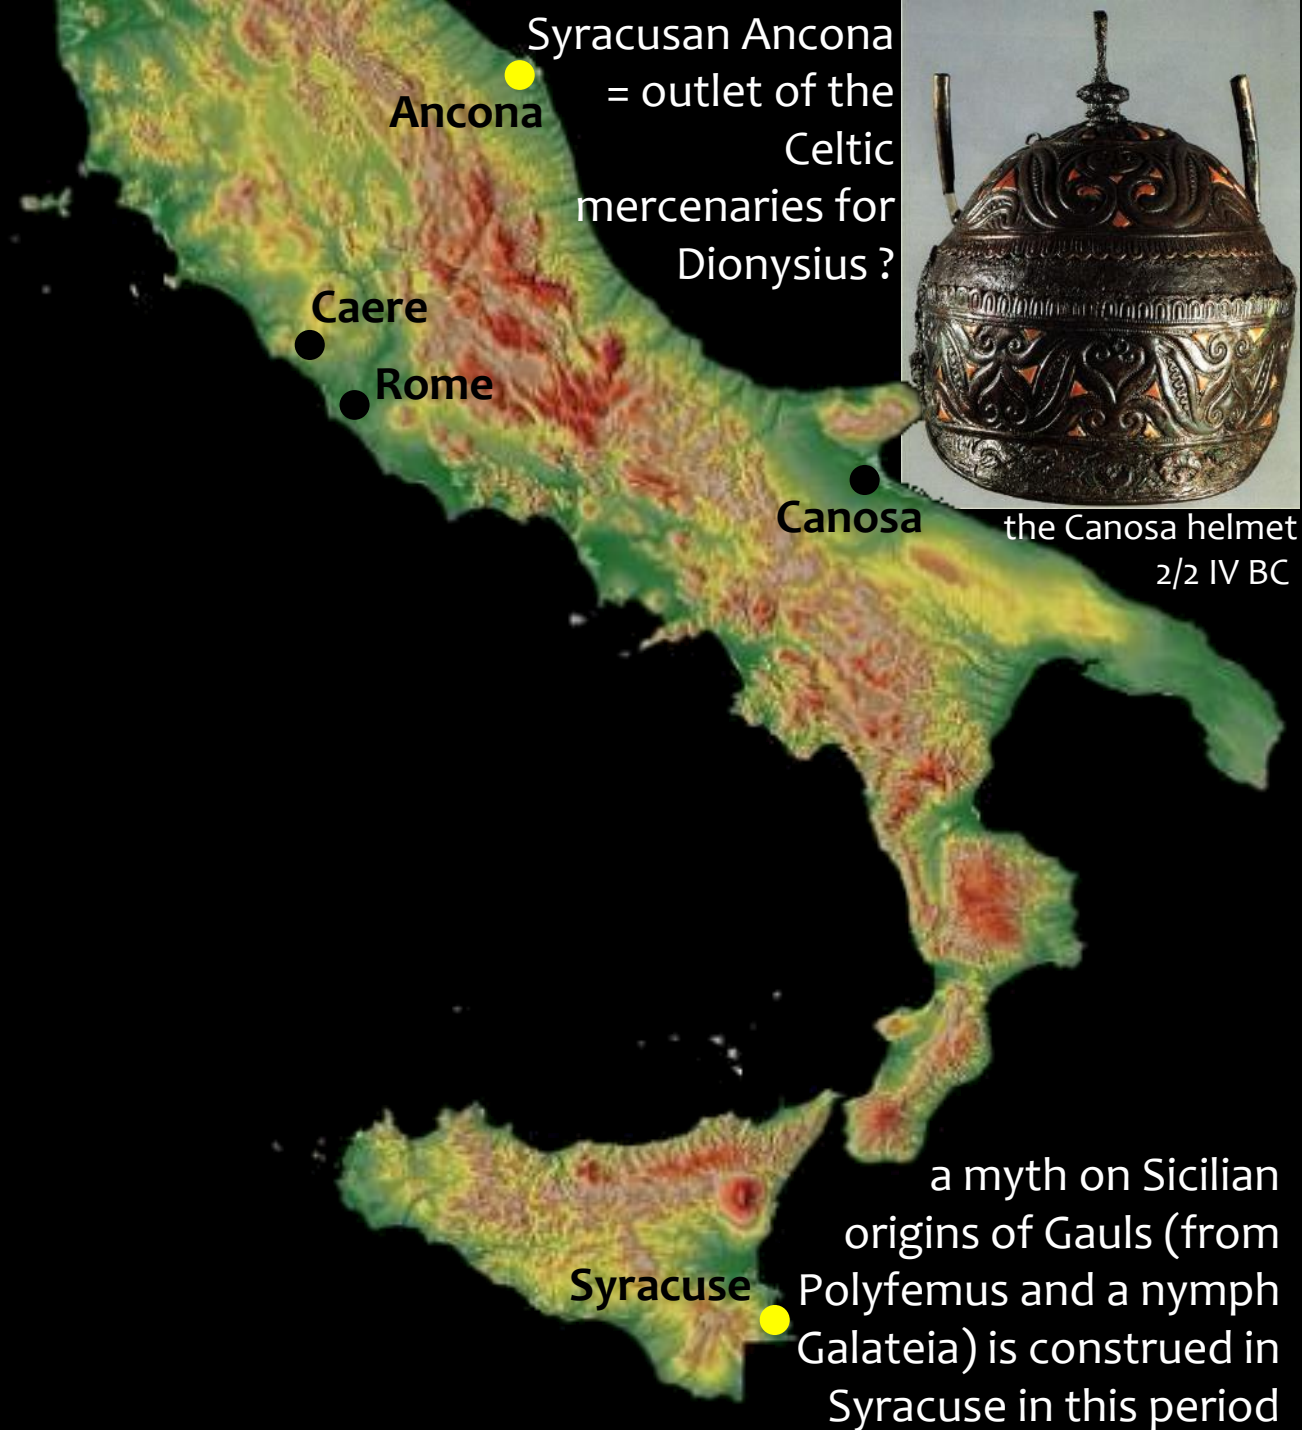 Syracusan Ancona
= outlet of the
Celtic
mercenaries for
Dionysius ?
Ancona
Caere
Rome
Canosa
the Canosa helmet
2/2 IV BC
Syracuse
a myth on Sicilian
origins of Gauls (from
Polyfemus and a nymph
Galateia) is construed in
Syracuse in this period